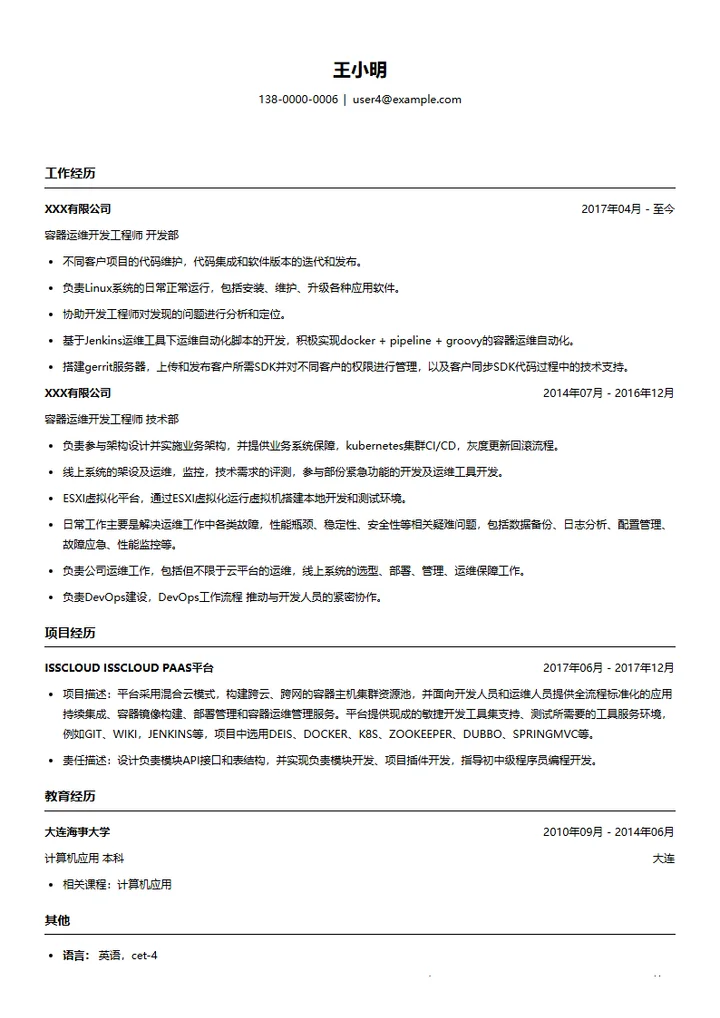 王小明
138-0000-0006 | user4@example.com
工作经历
XXX有限公司 2017年04月 - 至今
容器运维开发工程师 开发部
• 不同客户项目的代码维护，代码集成和软件版本的迭代和发布。
• 负责Linux系统的日常正常运行，包括安装、维护、升级各种应用软件。
• 协助开发工程师对发现的问题进行分析和定位。
• 基于Jenkins运维工具下运维自动化脚本的开发，积极实现docker + pipeline + groovy的容器运维自动化。
• 搭建gerrit服务器，上传和发布客户所需SDK并对不同客户的权限进行管理，以及客户同步SDK代码过程中的技术支持。
XXX有限公司 2014年07月 - 2016年12月
容器运维开发工程师 技术部
• 负责参与架构设计并实施业务架构，并提供业务系统保障，kubernetes集群CI/CD，灰度更新回滚流程。
• 线上系统的架设及运维，监控，技术需求的评测，参与部份紧急功能的开发及运维工具开发。
• ESXI虚拟化平台，通过ESXI虚拟化运行虚拟机搭建本地开发和测试环境。
• 日常工作主要是解决运维工作中各类故障，性能瓶颈、稳定性、安全性等相关疑难问题，包括数据备份、日志分析、配置管理、
故障应急、性能监控等。
• 负责公司运维工作，包括但不限于云平台的运维，线上系统的选型、部署、管理、运维保障工作。
• 负责DevOps建设，DevOps工作流程 推动与开发人员的紧密协作。
项目经历
ISSCLOUD ISSCLOUD PAAS平台 2017年06月 - 2017年12月
• 项目描述：平台采用混合云模式，构建跨云、跨网的容器主机集群资源池，并面向开发人员和运维人员提供全流程标准化的应用
持续集成、容器镜像构建、部署管理和容器运维管理服务。平台提供现成的敏捷开发工具集支持、测试所需要的工具服务环境，
例如GIT、WIKI，JENKINS等，项目中选用DEIS、DOCKER、K8S、ZOOKEEPER、DUBBO、SPRINGMVC等。
• 责任描述：设计负责模块API接口和表结构，并实现负责模块开发、项目插件开发，指导初中级程序员编程开发。
教育经历
大连海事大学 2010年09月 - 2014年06月
计算机应用 本科 大连
• 相关课程：计算机应用
其他
• 语言： 英语，cet-4